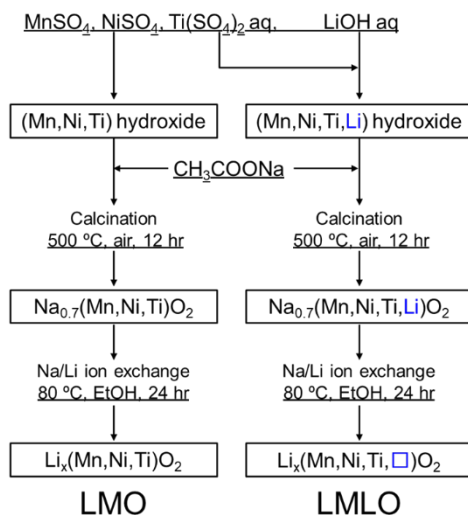 MnSO4, NiSO4, Ti(SO4)2 aq, LiOH aq
(Mn,Ni,Ti) hydroxide (Mn,Ni,Ti,Li) hydroxide
CH3COONa
Calcination Calcination
500 ºC, air, 12 hr 500 ºC, air, 12 hr
Na0.7(Mn,Ni,Ti)O2 Na0.7(Mn,Ni,Ti,Li)O2
Na/Li ion exchange Na/Li ion exchange
80 ºC, EtOH, 24 hr 80 ºC, EtOH, 24 hr
Lix(Mn,Ni,Ti)O2 Lix(Mn,Ni,Ti,□)O2
LMO LMLO